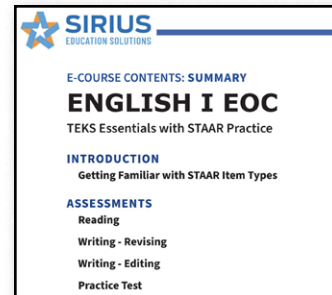 SIRIUS
EDUCATION SOLUTIONS
E-COURSE CONTENTS: SUMMARY
ENGLISH I EOC
TEKS Essentials with STAAR Practice
INTRODUCTION
Getting Familiar with STAAR Item Types
ASSESSMENTS
Reading
Writing - Revising
Writing - Editing
Practice Test